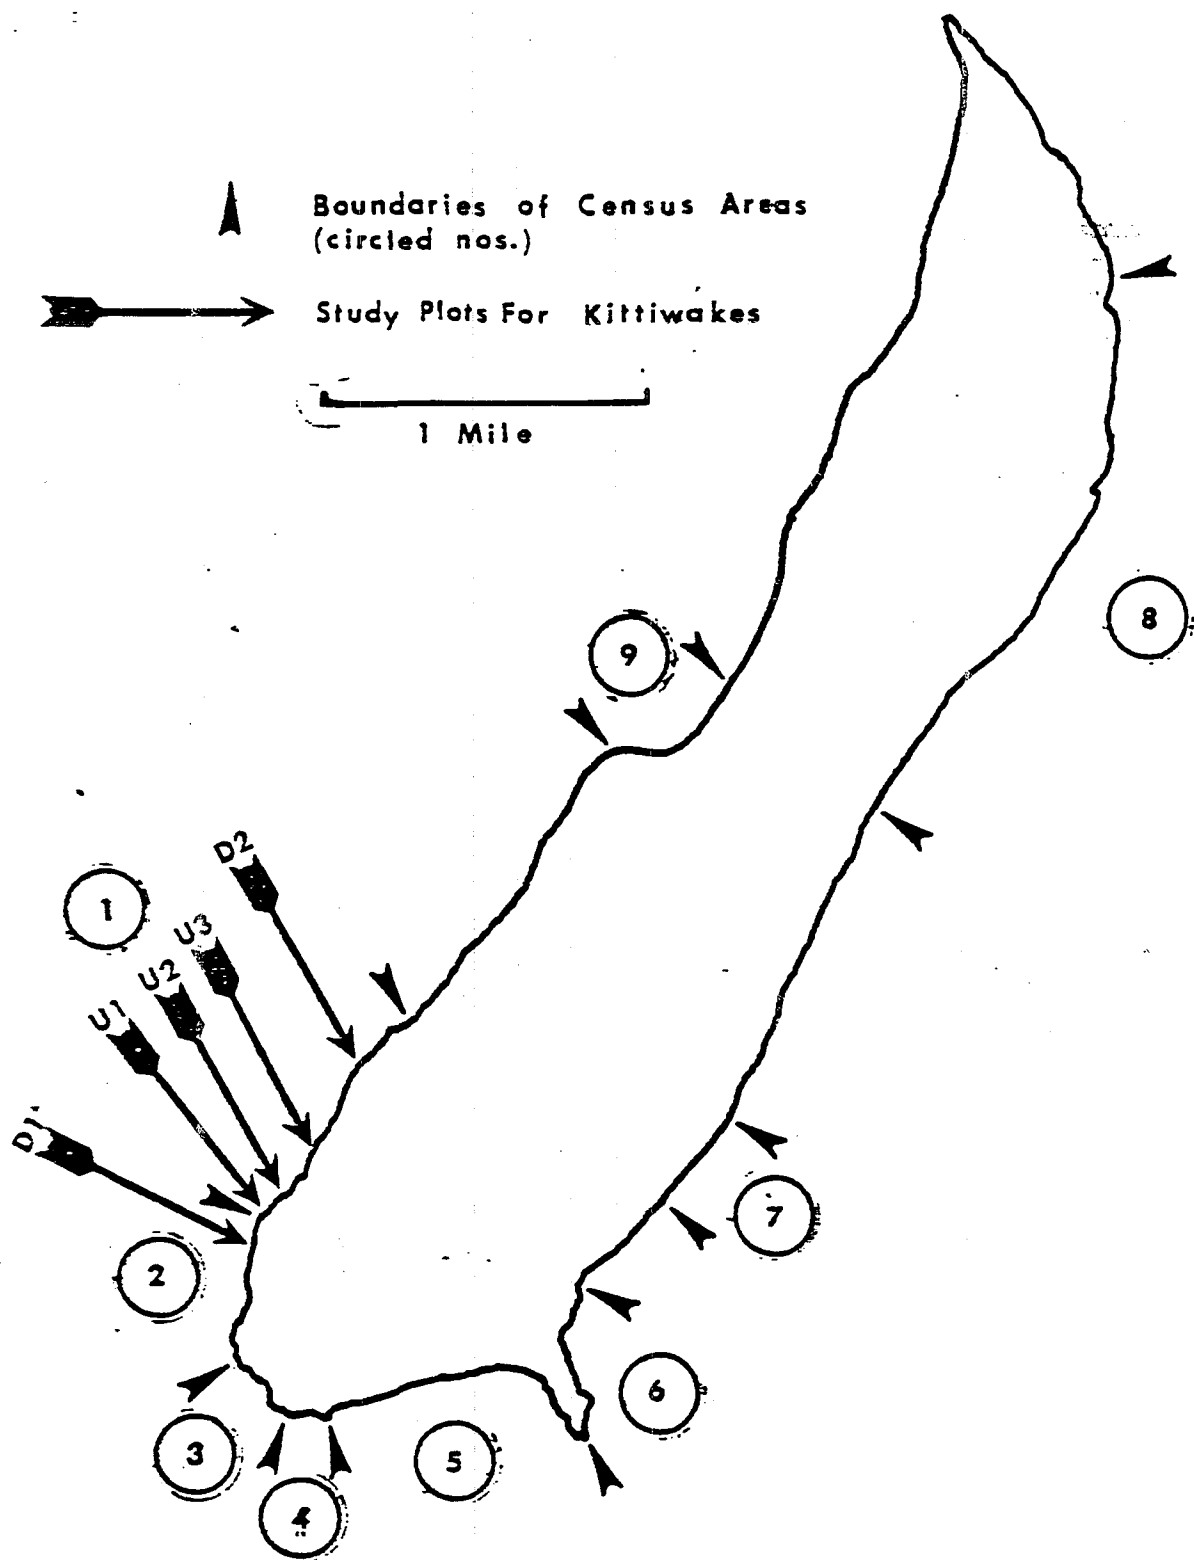 Boundaries of Census Areas
(circled nos.)
Study Plots For Kittiwakes
1 Mile
8
9
D2
1
U3
U2
U1
D1
7
2
6
3
5
4